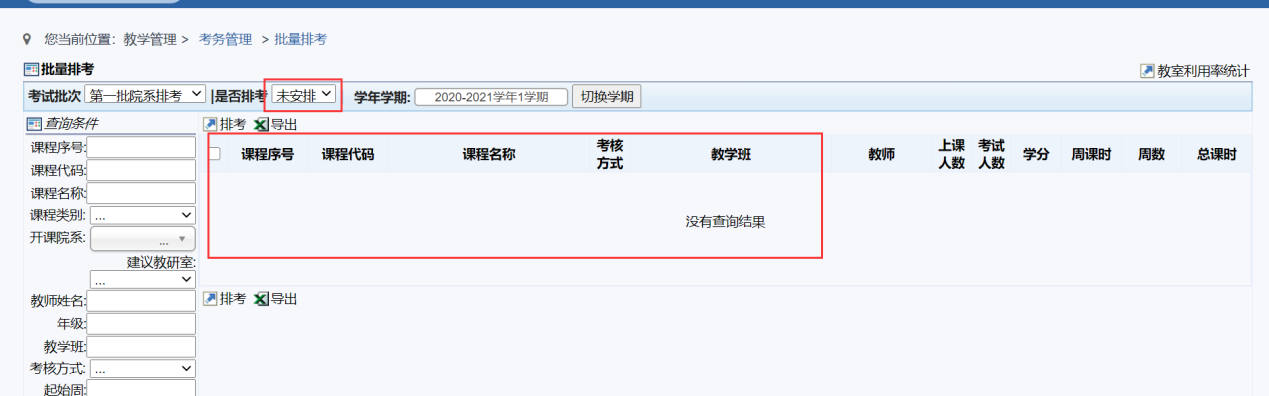 您当前位置：教学管理 > 考务管理 > 批量排考
批量排考
教室利用率统计
考试批次 第一批院系排考 |是否排考 未安排 学年学期: 2020-2021学年1学期 切换学期
查询条件
排考 导出
课程序号:
课程代码:
课程名称:
课程类别: ...
开课院系: ...
建议教研室:
...
教师姓名:
年级:
教学班:
考核方式: ...
起始周:
课程序号 课程代码 课程名称 考核方式 教学班 教师 上课人数 考试人数 学分 周课时 周数 总课时
没有查询结果
排考 导出